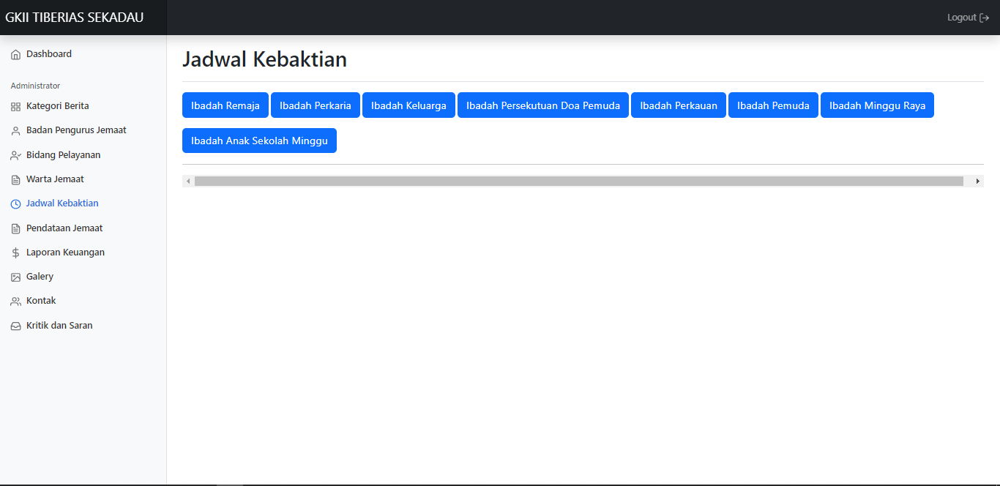 GKII TIBERIAS SEKADAU
Logout
Dashboard
Administrator
Kategori Berita
Badan Pengurus Jemaat
Bidang Pelayanan
Warta Jemaat
Jadwal Kebaktian
Pendataan Jemaat
Laporan Keuangan
Galery
Kontak
Kritik dan Saran
Jadwal Kebaktian
Ibadah Remaja Ibadah Perkaria Ibadah Keluarga Ibadah Persekutuan Doa Pemuda Ibadah Perkauan Ibadah Pemuda Ibadah Minggu Raya
Ibadah Anak Sekolah Minggu